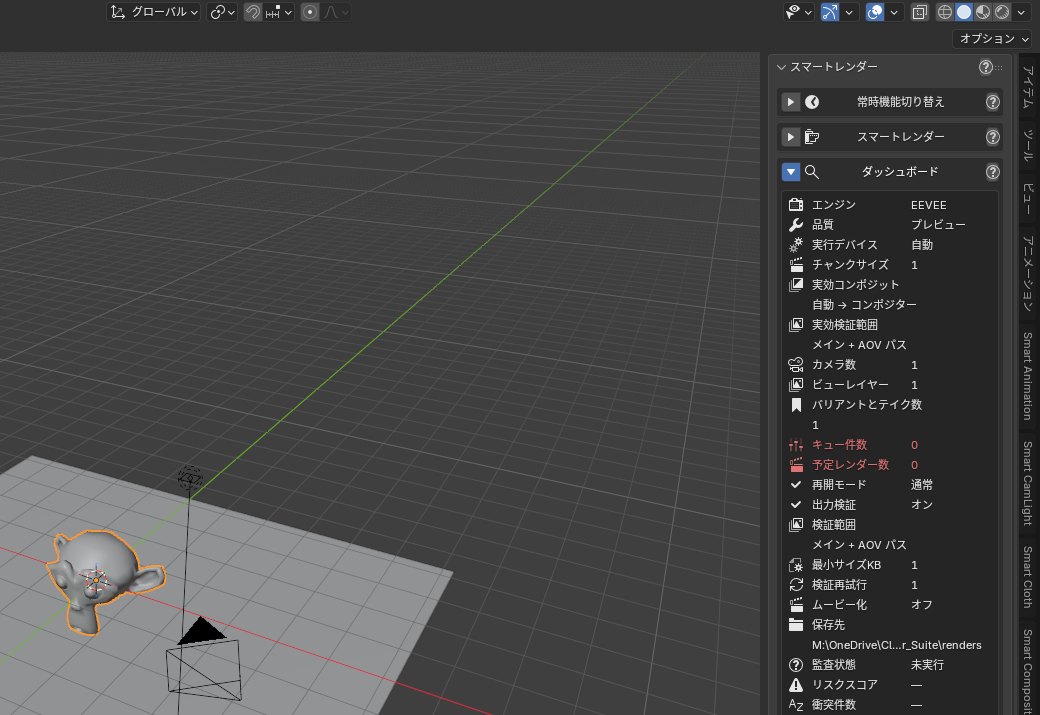 グローバル
オプション
スマートレンダー
常時機能切り替え
スマートレンダー
ダッシュボード
エンジン EEVEE
品質 プレビュー
実行デバイス 自動
チャンクサイズ 1
実効コンポジット
自動 → コンポジター
実効検証範囲
メイン + AOV パス
カメラ数 1
ビューレイヤー 1
バリアントとテイク数
1
キュー件数 0
予定レンダー数 0
再開モード 通常
出力検証 オン
検証範囲
メイン + AOV パス
最小サイズKB 1
検証再試行 1
ムービー化 オフ
保存先
M:\OneDrive\Cl...r_Suite\renders
監査状態 未実行
リスクスコア —
衝突件数 —
アイテム
ツール
ビュー
アニメーション
Smart Animation
Smart CamLight
Smart Cloth
Smart Composit